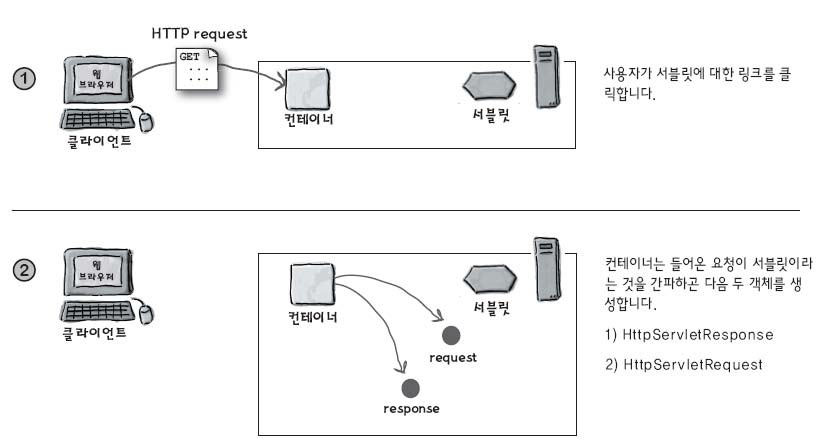 HTTP request
GET
1
웹
브라우저
클라이언트
컨테이너
서블릿
사용자가 서블릿에 대한 링크를 클
릭합니다.
2
웹
브라우저
클라이언트
컨테이너
서블릿
request
response
컨테이너는 들어온 요청이 서블릿이라
는 것을 간파하곤 다음 두 객체를 생
성합니다.
1) HttpServletResponse
2) HttpServletRequest